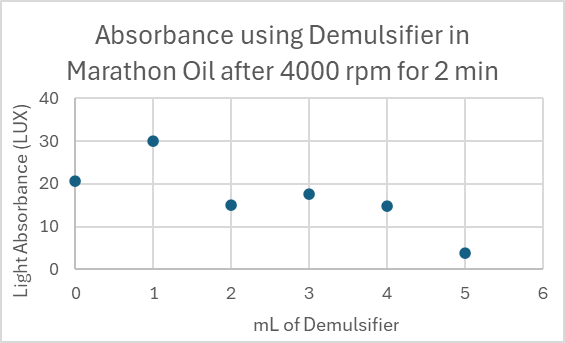 Absorbance using Demulsifier in
Marathon Oil after 4000 rpm for 2 min
Light Absorbance (LUX)
40
30
20
10
0
0 1 2 3 4 5 6
mL of Demulsifier